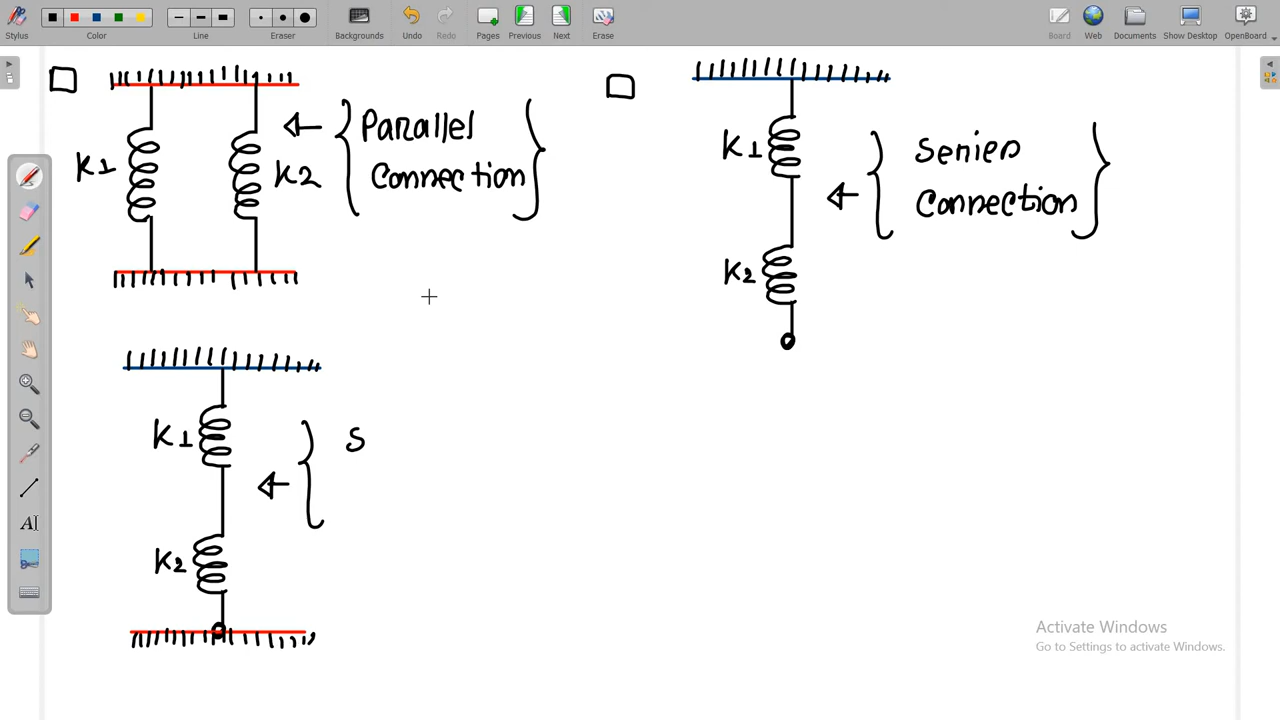 Stylus
Color
Line
Eraser
Backgrounds
Undo
Redo
Pages
Previous
Next
Erase
Board
Web
Documents
Show Desktop
OpenBoard
K1
K2
Parallel
Connection
K1
K2
Series
Connection
K1
K2
S
AI
Activate Windows
Go to Settings to activate Windows.